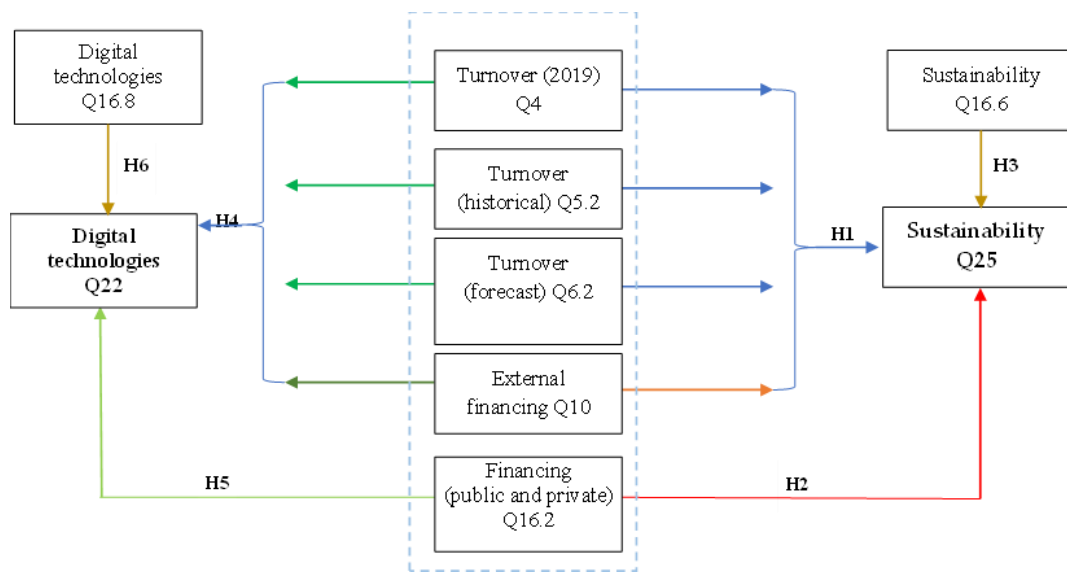 Digital
technologies
Q16.8
H6
Digital
technologies
Q22
H4
H5
Turnover (2019)
Q4
Turnover
(historical) Q5.2
Turnover
(forecast) Q6.2
External
financing Q10
Financing
(public and private)
Q16.2
Sustainability
Q16.6
H3
H1
Sustainability
Q25
H2